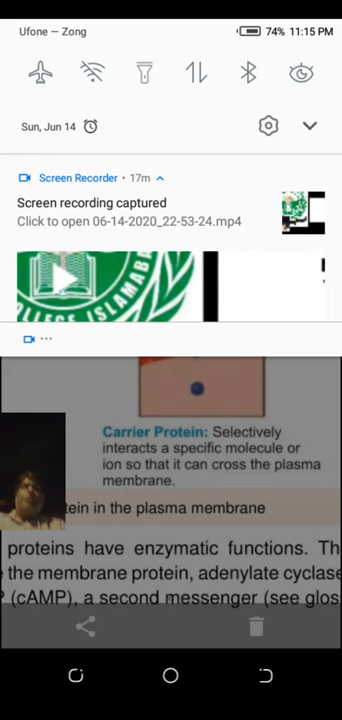 Ufone — Zong
74% 11:15 PM
Sun, Jun 14
Screen Recorder • 17m
Screen recording captured
Click to open 06-14-2020_22-53-24.mp4
COLLEGE ISLAMABA
...
Carrier Protein: Selectively
interacts a specific molecule or
ion so that it can cross the plasma
membrane.
tein in the plasma membrane
proteins have enzymatic functions. Th
the membrane protein, adenylate cyclase
(cAMP), a second messenger (see glos